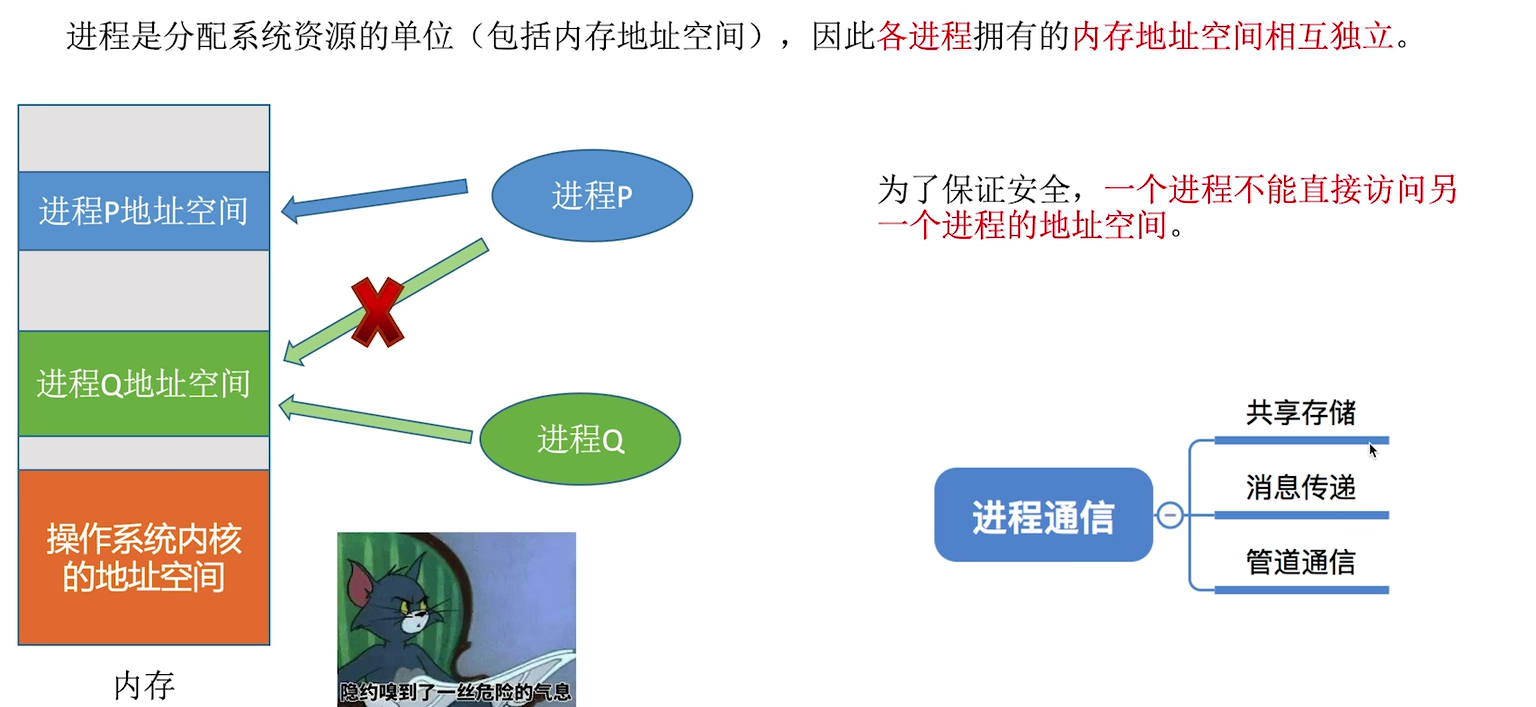 进程是分配系统资源的单位（包括内存地址空间），因此各进程拥有的内存地址空间相互独立。
进程P地址空间
进程P
进程Q地址空间
进程Q
操作系统内核
的地址空间
内存
隐约嗅到了一丝危险的气息
为了保证安全，一个进程不能直接访问另
一个进程的地址空间。
进程通信
共享存储
消息传递
管道通信